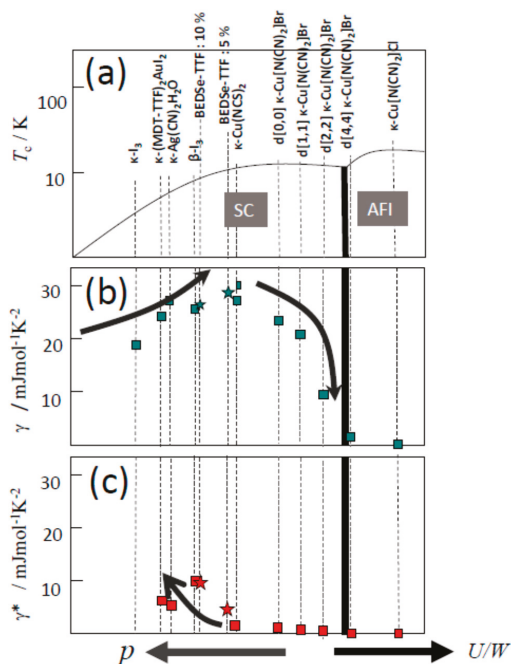 (a)
T_c / K
100
10
κ-I₃
κ-(MDT-TTF)₂AuI₂
κ-Ag(CN)₂H₂O
β-I₃
BEDSe-TTF : 10 %
BEDSe-TTF : 5 %
κ-Cu(NCS)₂
d[0,0] κ-Cu[N(CN)₂]Br
d[1,1] κ-Cu[N(CN)₂]Br
d[2,2] κ-Cu[N(CN)₂]Br
d[4,4] κ-Cu[N(CN)₂]Br
κ-Cu[N(CN)₂]Cl
SC
AFI
(b)
γ / mJmol⁻¹K⁻²
30
20
10
0
(c)
γ* / mJmol⁻¹K⁻²
30
20
10
0
p
U/W